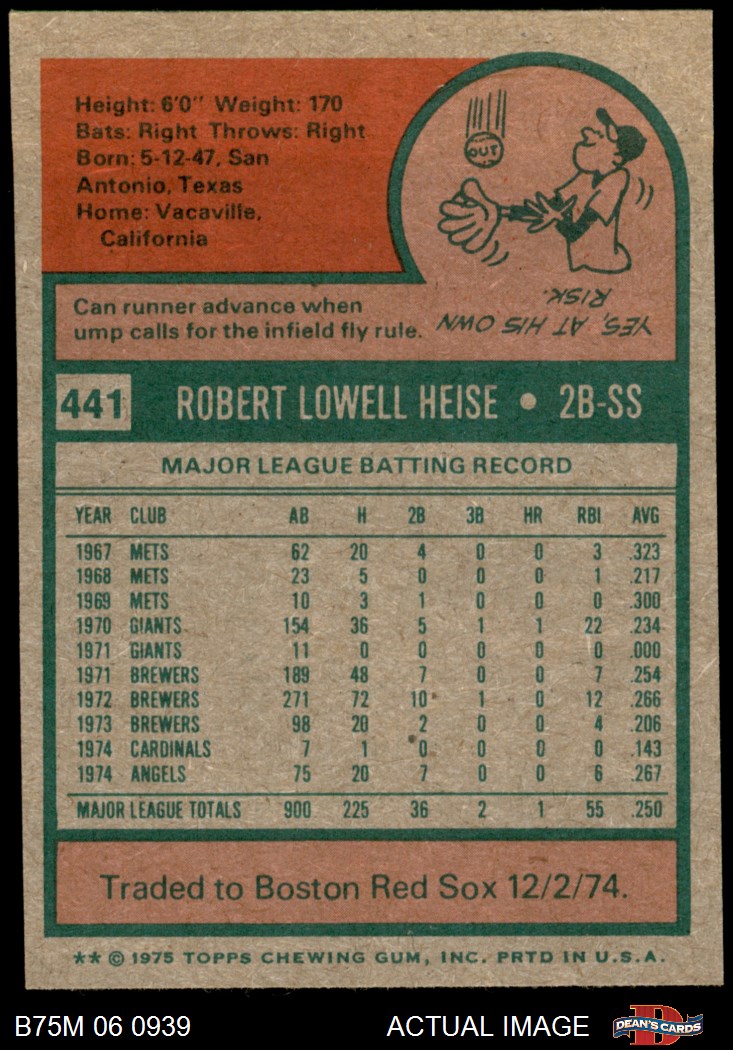 Height: 6'0" Weight: 170
Bats: Right Throws: Right
Born: 5-12-47, San
Antonio, Texas
Home: Vacaville,
California
OUT
Can runner advance when
ump calls for the infield fly rule.
YES, AT HIS OWN
RISK.
441 ROBERT LOWELL HEISE • 2B-SS
MAJOR LEAGUE BATTING RECORD
YEAR CLUB AB H 2B 3B HR RBI AVG
1967 METS 62 20 4 0 0 3 .323
1968 METS 23 5 0 0 0 1 .217
1969 METS 10 3 1 0 0 0 .300
1970 GIANTS 154 36 5 1 1 22 .234
1971 GIANTS 11 0 0 0 0 0 .000
1971 BREWERS 189 48 7 0 0 7 .254
1972 BREWERS 271 72 10 1 0 12 .266
1973 BREWERS 98 20 2 0 0 4 .206
1974 CARDINALS 7 1 0 0 0 0 .143
1974 ANGELS 75 20 7 0 0 6 .267
MAJOR LEAGUE TOTALS 900 225 36 2 1 55 .250
Traded to Boston Red Sox 12/2/74.
** © 1975 TOPPS CHEWING GUM, INC. PRTD IN U.S.A.
B75M 06 0939 ACTUAL IMAGE D DEAN'S CARDS